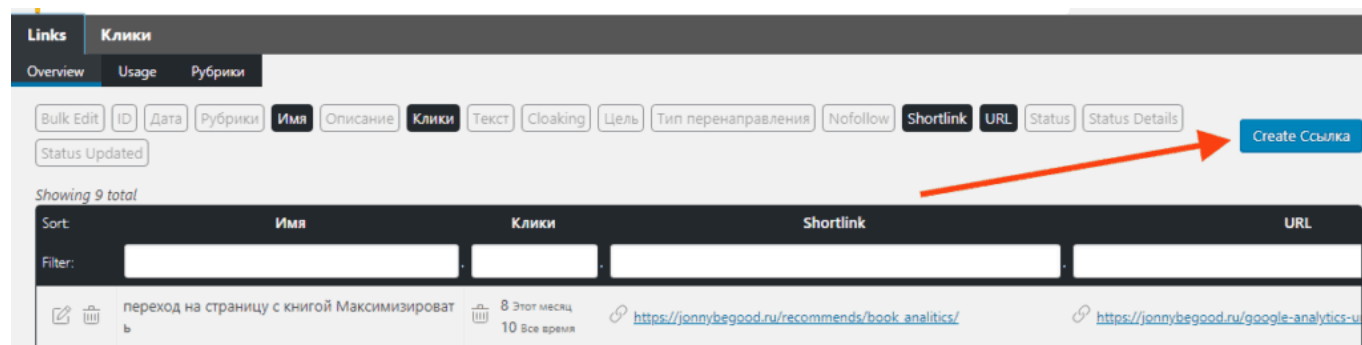 Links Клики
Overview Usage Рубрики
Bulk Edit ID Дата Рубрики Имя Описание Клики Текст Cloaking Цель Тип перенаправления Nofollow Shortlink URL Status Status Details
Create Ссылка
Status Updated
Showing 9 total
Sort: Имя Клики Shortlink URL
Filter:
переход на страницу с книгой Максимизироват
ь
8 Этот месяц
10 Все время
https://jonnybegood.ru/recommends/book_analitics/
https://jonnybegood.ru/google-analytics-u